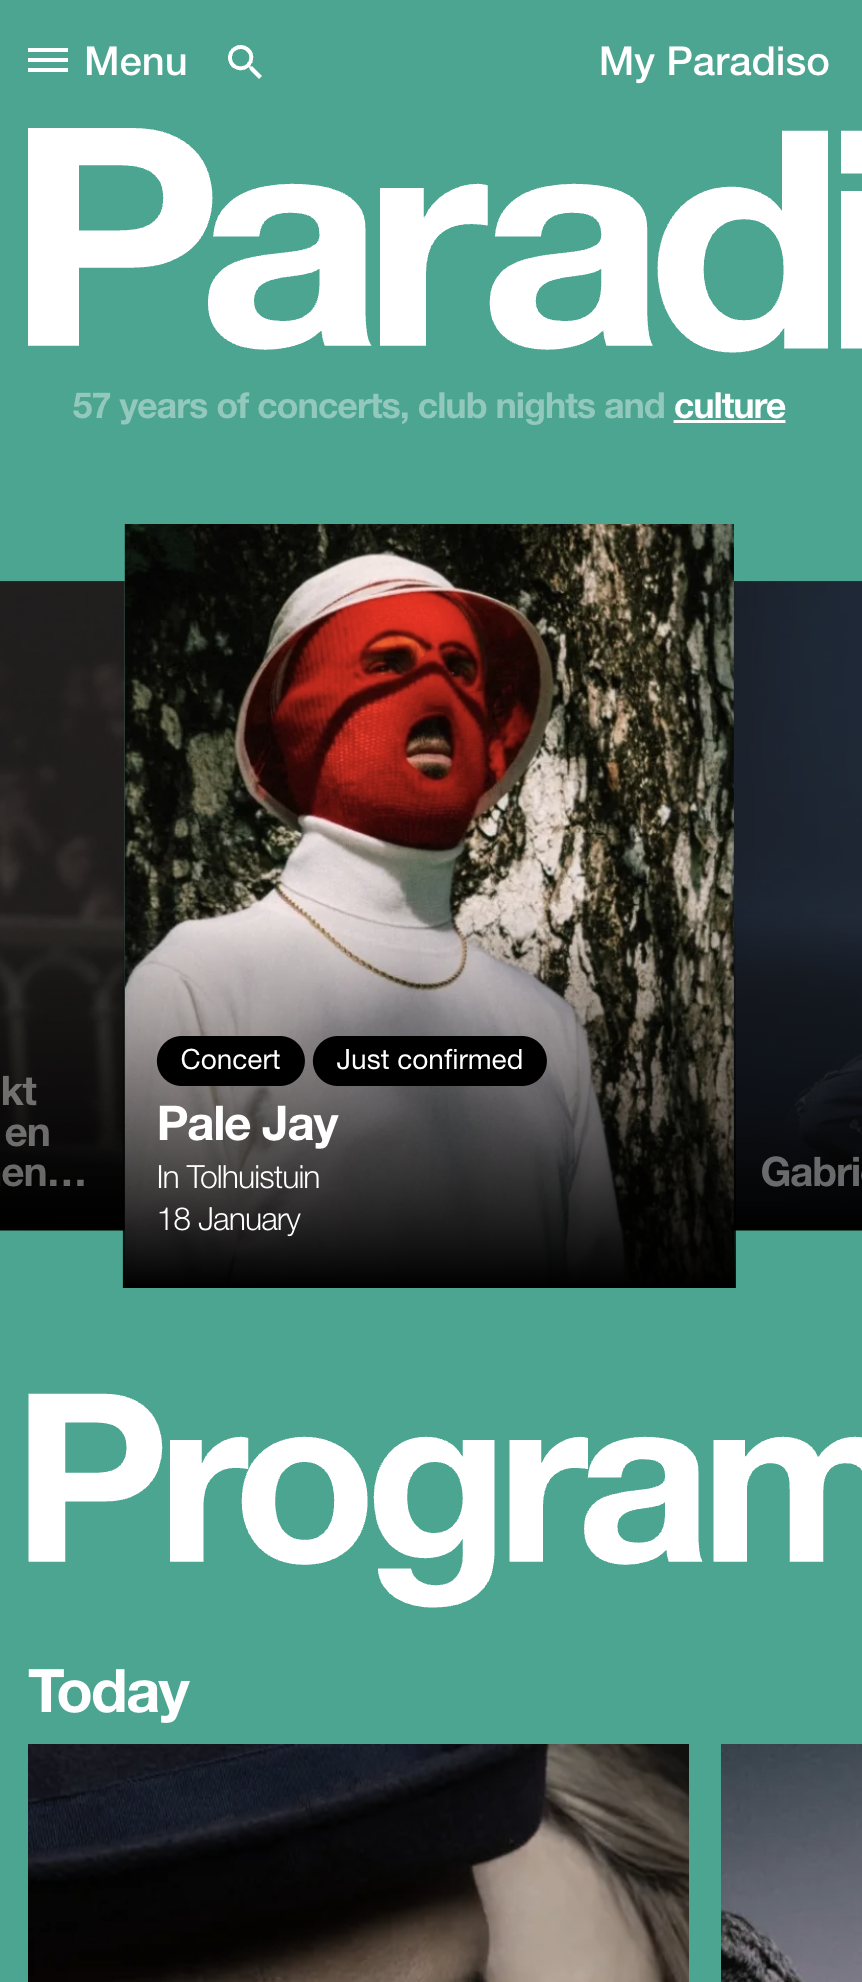 Menu
My Paradiso
Paradi
57 years of concerts, club nights and culture
kt
en
en...
Concert
Just confirmed
Pale Jay
In Tolhuistuin
18 January
Gabri
Program
Today